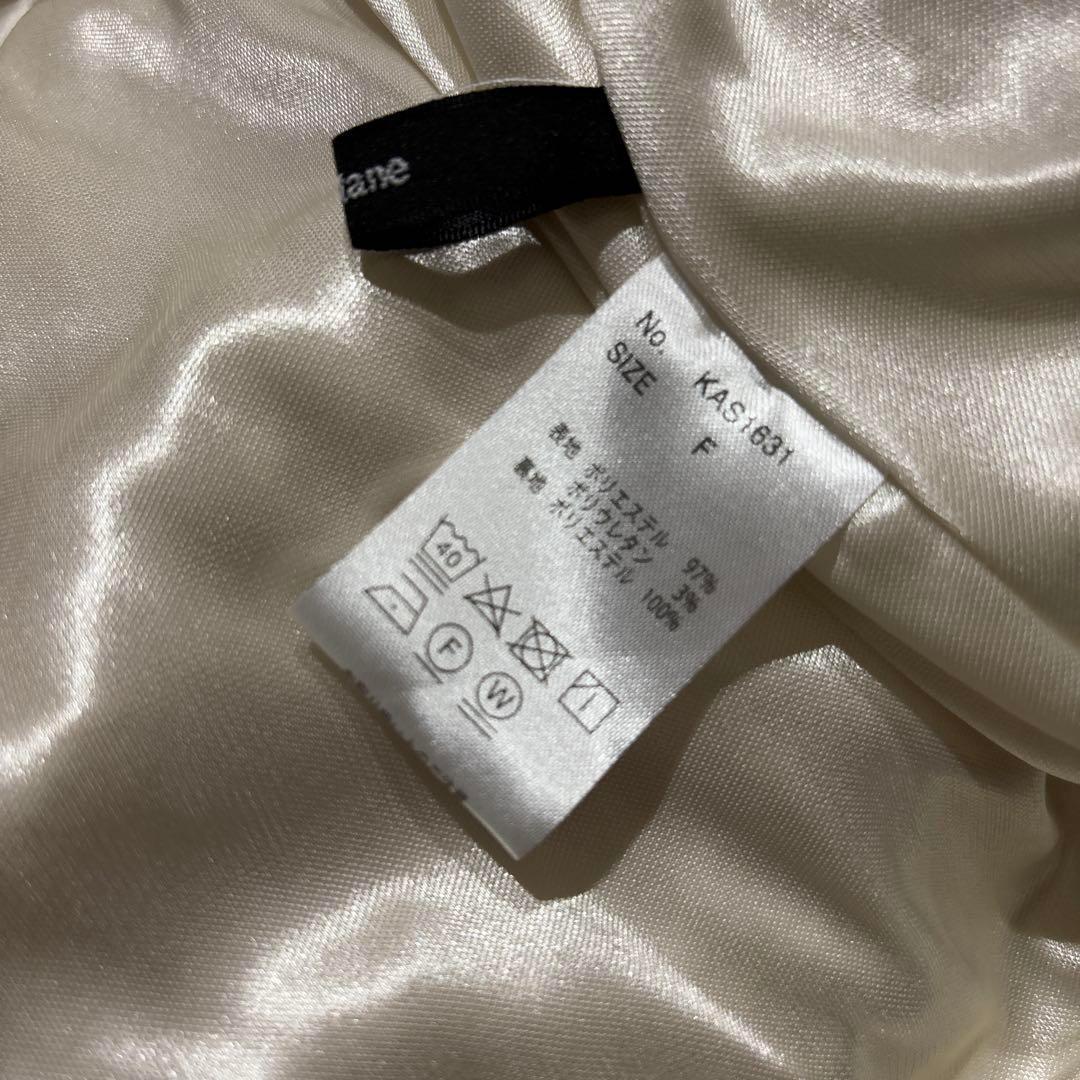 No. KAS1631
SIZE F
表地 ポリエステル 97%
ポリウレタン 3%
裏地 ポリエステル 100%
40
F
W